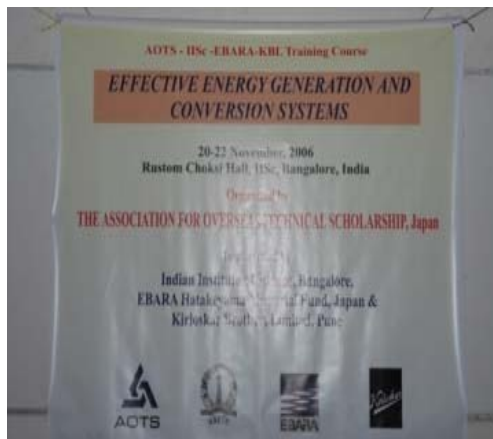 AOTS - IISc -EBARA-KBL Training Course
EFFECTIVE ENERGY GENERATION AND
CONVERSION SYSTEMS
20-22 November, 2006
Rustom Choksi Hall, IISc, Bangalore, India
Organised by
THE ASSOCIATION FOR OVERSEAS TECHNICAL SCHOLARSHIP, Japan
Indian Institute Science, Bangalore,
EBARA Hatakeyama Memorial Fund, Japan &
Kirloskar Brothers Limited, Pune
AOTS
EBARA